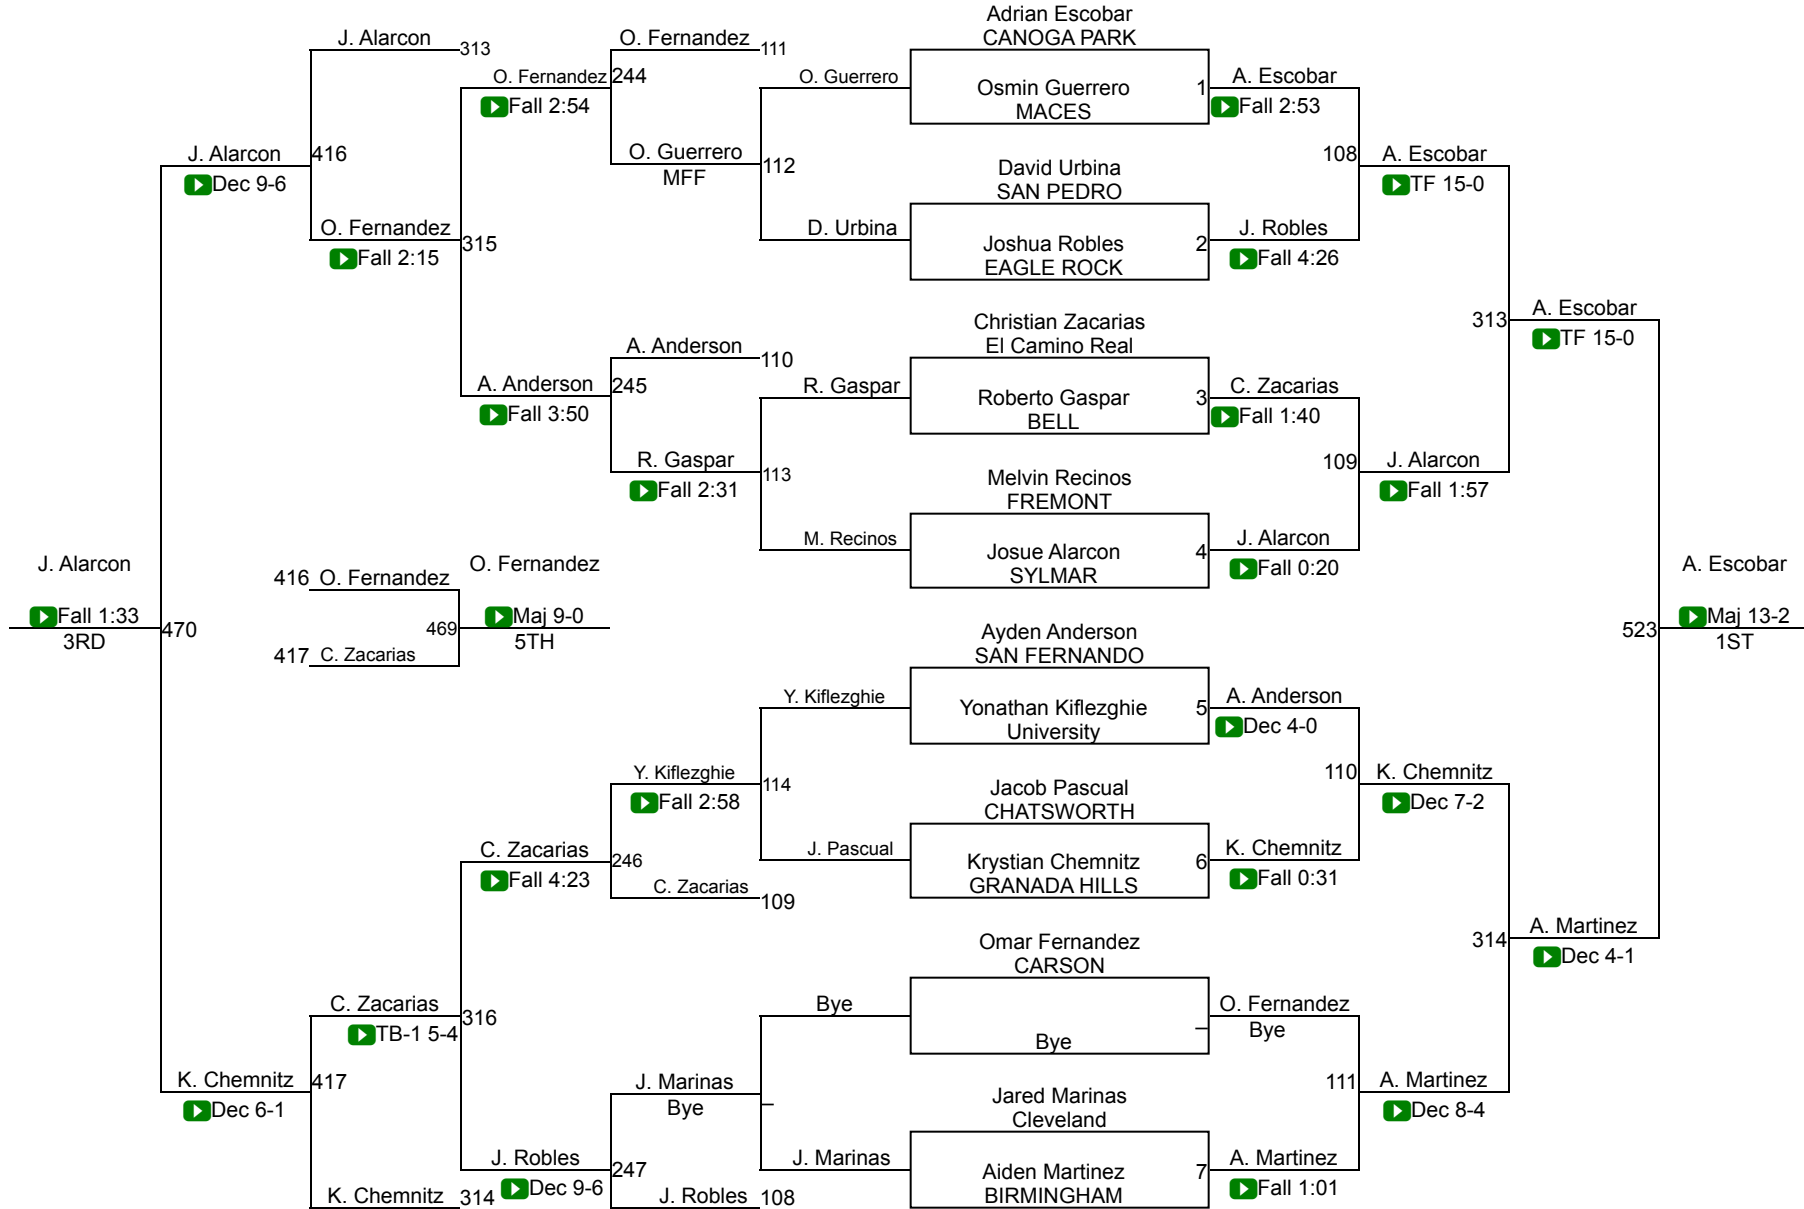 Adrian Escobar
J. Alarcon
O. Fernandez
CANOGA PARK
313
111
O. Fernandez
244
O. Guerrero
Osmin Guerrero
1
A. Escobar
Fall 2:54
MACES
Fall 2:53
J. Alarcon
416
O. Guerrero
112
David Urbina
108
A. Escobar
Dec 9-6
MFF
SAN PEDRO
TF 15-0
O. Fernandez
315
D. Urbina
Joshua Robles
2
J. Robles
Fall 2:15
EAGLE ROCK
Fall 4:26
Christian Zacarias
313
A. Escobar
A. Anderson
110
El Camino Real
TF 15-0
A. Anderson
245
R. Gaspar
Roberto Gaspar
3
C. Zacarias
Fall 3:50
BELL
Fall 1:40
R. Gaspar
113
Melvin Recinos
109
J. Alarcon
Fall 2:31
FREMONT
Fall 1:57
M. Recinos
Josue Alarcon
4
J. Alarcon
SYLMAR
Fall 0:20
J. Alarcon
416
O. Fernandez
O. Fernandez
A. Escobar
Fall 1:33
470
469
Maj 9-0
523
Maj 13-2
3RD
5TH
1ST
417
C. Zacarias
Ayden Anderson
SAN FERNANDO
Y. Kiflezghie
Yonathan Kiflezghie
5
A. Anderson
University
Dec 4-0
Y. Kiflezghie
114
Jacob Pascual
110
K. Chemnitz
Fall 2:58
CHATSWORTH
Dec 7-2
C. Zacarias
246
J. Pascual
Krystian Chemnitz
6
K. Chemnitz
Fall 4:23
C. Zacarias
109
GRANADA HILLS
Fall 0:31
Omar Fernandez
314
A. Martinez
CARSON
Dec 4-1
C. Zacarias
316
Bye
O. Fernandez
TB-1 5-4
Bye
–
Bye
K. Chemnitz
417
J. Marinas
–
Jared Marinas
111
A. Martinez
Dec 6-1
Bye
Cleveland
Dec 8-4
J. Robles
247
J. Marinas
Aiden Martinez
7
A. Martinez
K. Chemnitz
314
Dec 9-6
J. Robles
108
BIRMINGHAM
Fall 1:01